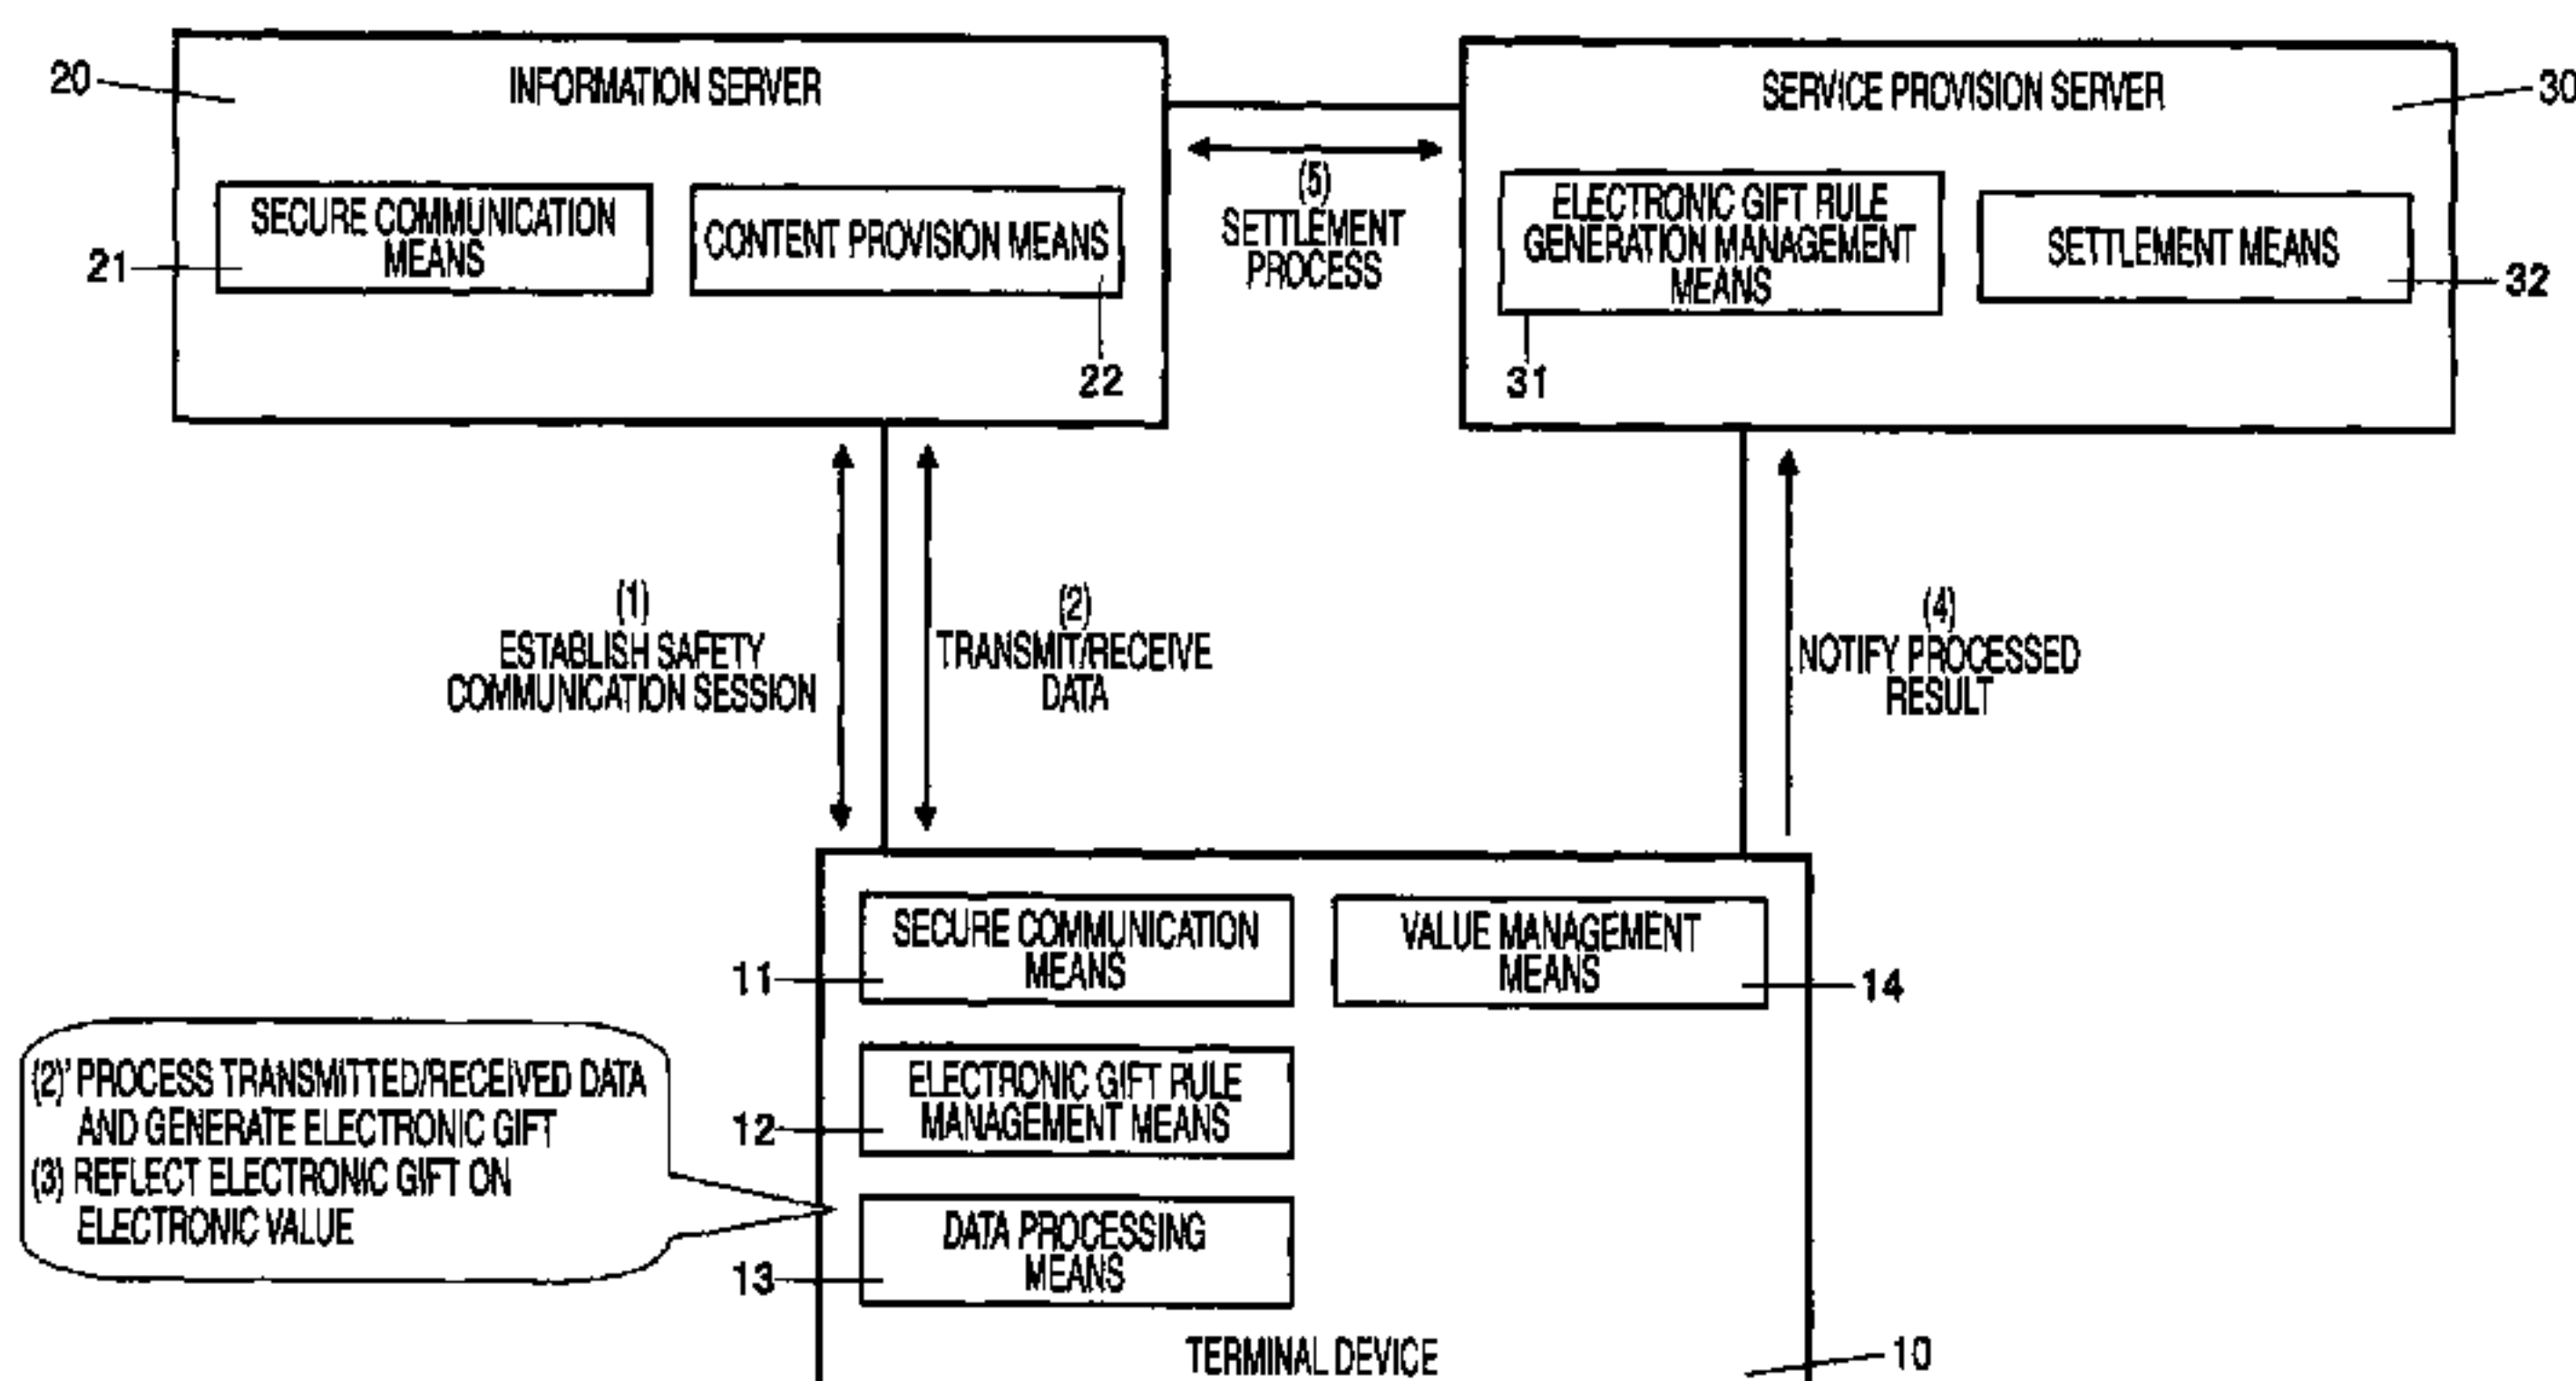 20
INFORMATION SERVER
SECURE COMMUNICATION
MEANS
21
CONTENT PROVISION MEANS
22
(5)
SETTLEMENT
PROCESS
SERVICE PROVISION SERVER
30
ELECTRONIC GIFT RULE
GENERATION MANAGEMENT
MEANS
31
SETTLEMENT MEANS
32
(1)
ESTABLISH SAFETY
COMMUNICATION SESSION
(2)
TRANSMIT/RECEIVE
DATA
(4)
NOTIFY PROCESSED
RESULT
SECURE COMMUNICATION
MEANS
11
VALUE MANAGEMENT
MEANS
14
ELECTRONIC GIFT RULE
MANAGEMENT MEANS
12
DATA PROCESSING
MEANS
13
(2)' PROCESS TRANSMITTED/RECEIVED DATA
AND GENERATE ELECTRONIC GIFT
(3) REFLECT ELECTRONIC GIFT ON
ELECTRONIC VALUE
TERMINAL DEVICE
10